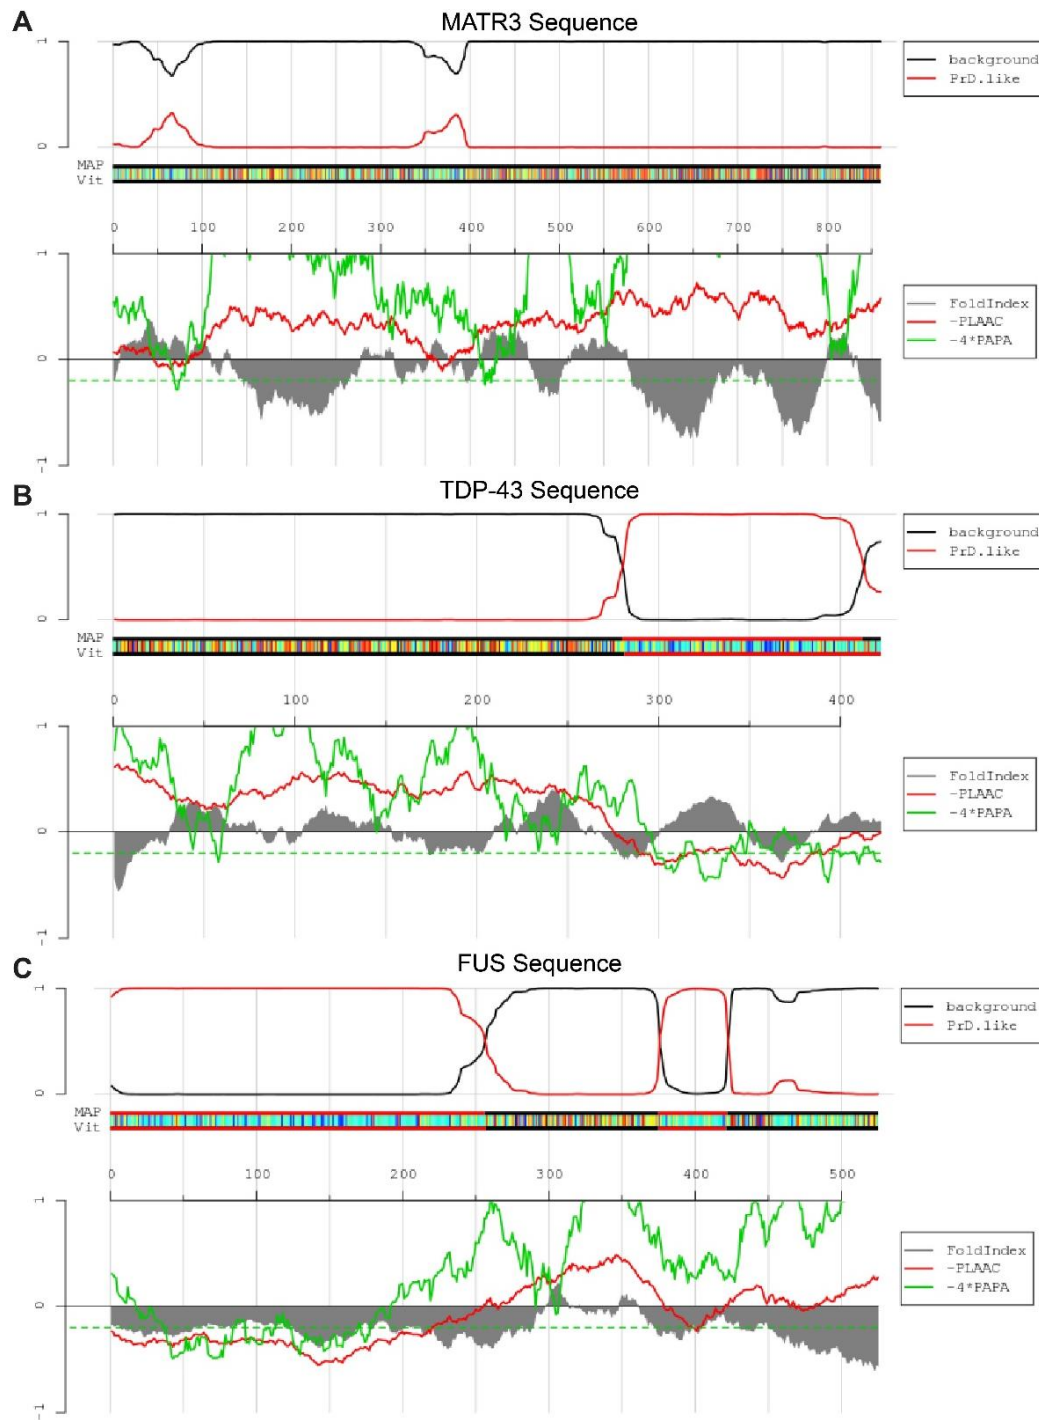 A
MATR3 Sequence
1
0
background
PrD.like
MAP
Vit
0 100 200 300 400 500 600 700 800
1
0
-1
FoldIndex
-PLAAC
-4*PAPA
B
TDP-43 Sequence
1
0
background
PrD.like
MAP
Vit
0 100 200 300 400
1
0
-1
FoldIndex
-PLAAC
-4*PAPA
C
FUS Sequence
1
0
background
PrD.like
MAP
Vit
0 100 200 300 400 500
1
0
-1
FoldIndex
-PLAAC
-4*PAPA